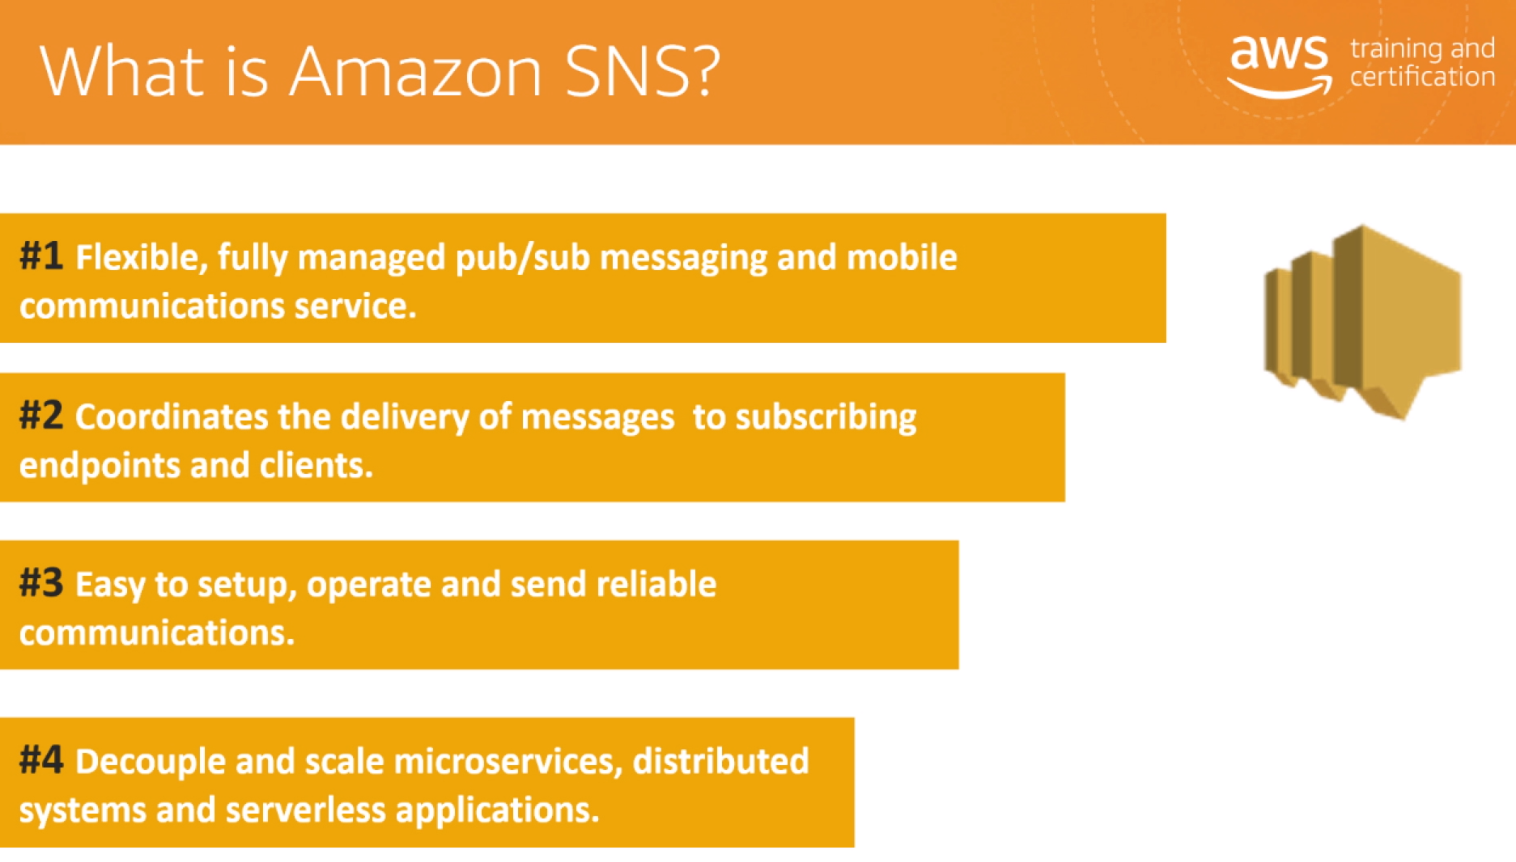 What is Amazon SNS?
aws training and
certification
#1 Flexible, fully managed pub/sub messaging and mobile
communications service.
#2 Coordinates the delivery of messages  to subscribing
endpoints and clients.
#3 Easy to setup, operate and send reliable
communications.
#4 Decouple and scale microservices, distributed
systems and serverless applications.